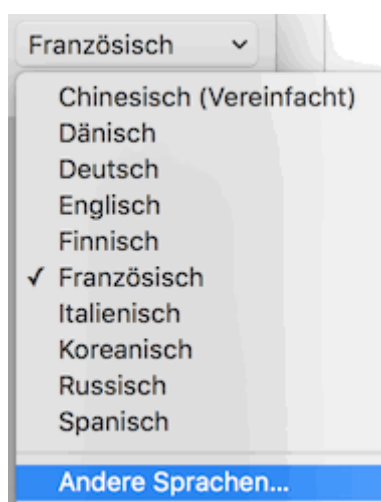 Französisch
Chinesisch (Vereinfacht)
Dänisch
Deutsch
Englisch
Finnisch
✓ Französisch
Italienisch
Koreanisch
Russisch
Spanisch
Andere Sprachen...